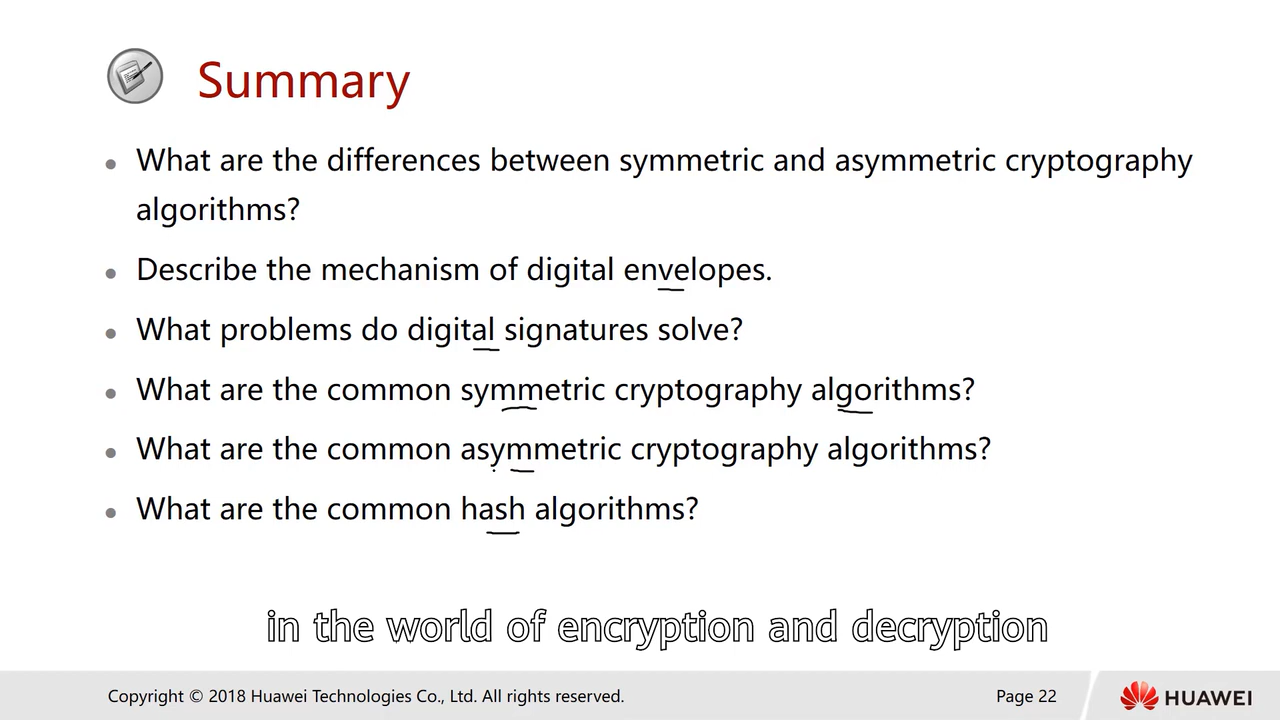 Summary
• What are the differences between symmetric and asymmetric cryptography
algorithms?
• Describe the mechanism of digital envelopes.
• What problems do digital signatures solve?
• What are the common symmetric cryptography algorithms?
• What are the common asymmetric cryptography algorithms?
• What are the common hash algorithms?
in the world of encryption and decryption
Copyright © 2018 Huawei Technologies Co., Ltd. All rights reserved.
Page 22
HUAWEI